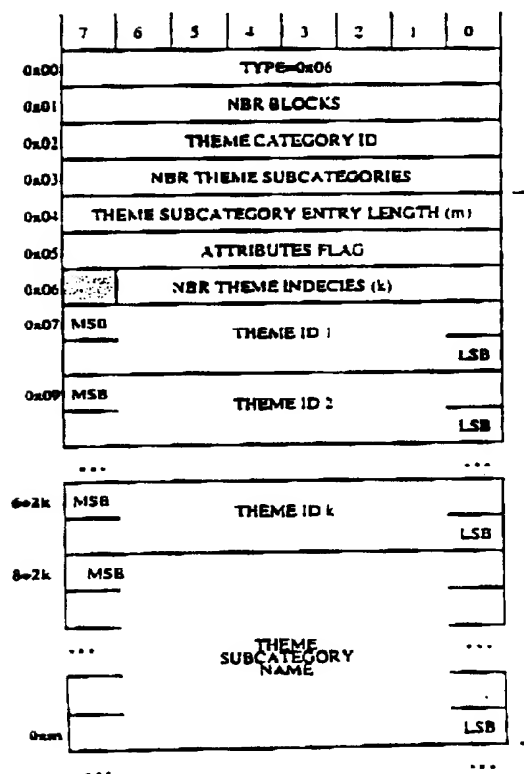 7 6 5 4 3 2 1 0
0x00 TYPE=0x06
0x01 NBR BLOCKS
0x02 THEME CATEGORY ID
0x03 NBR THEME SUBCATEGORIES
0x04 THEME SUBCATEGORY ENTRY LENGTH (m)
0x05 ATTRIBUTES FLAG
0x06 NBR THEME INDECIES (k)
0x07 MSB THEME ID 1
LSB
0x09 MSB THEME ID 2
LSB
... ...
6+2k MSB THEME ID k
LSB
8+2k MSB
... THEME ...
SUBCATEGORY
NAME
0xm LSB
... ...